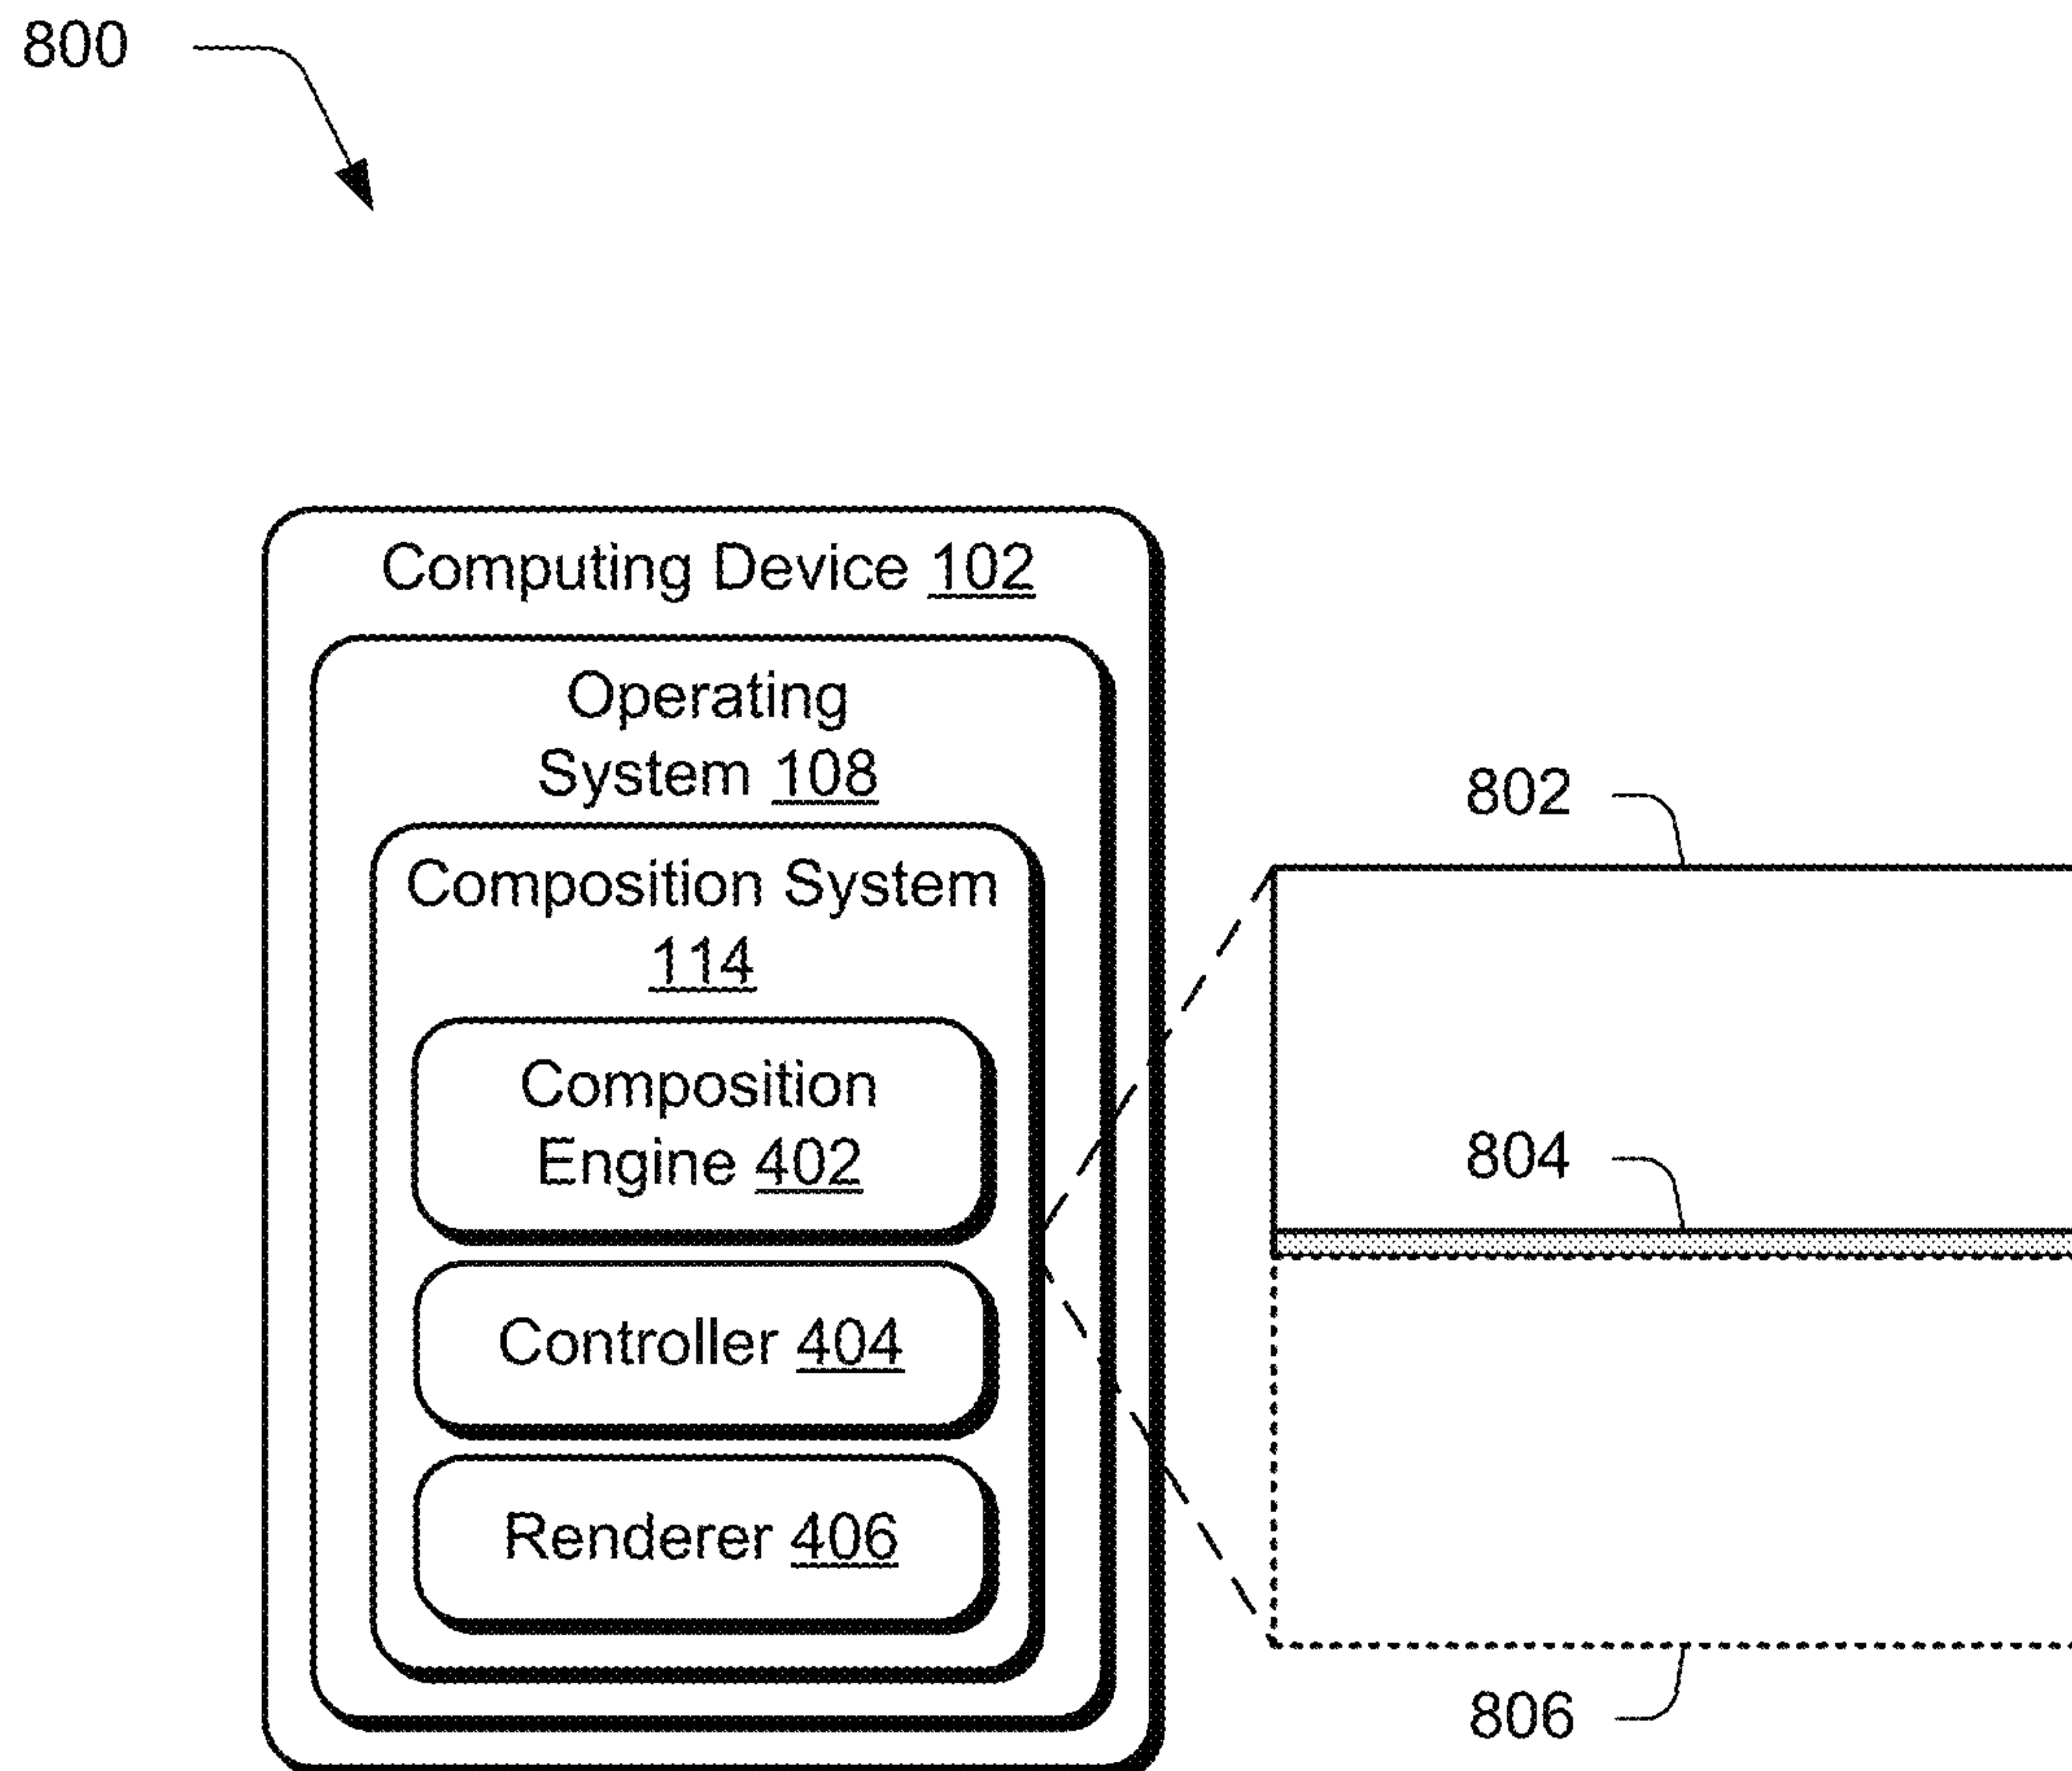 800
Computing Device 102
Operating
System 108
802
Composition System
114
Composition
Engine 402
804
Controller 404
Renderer 406
806